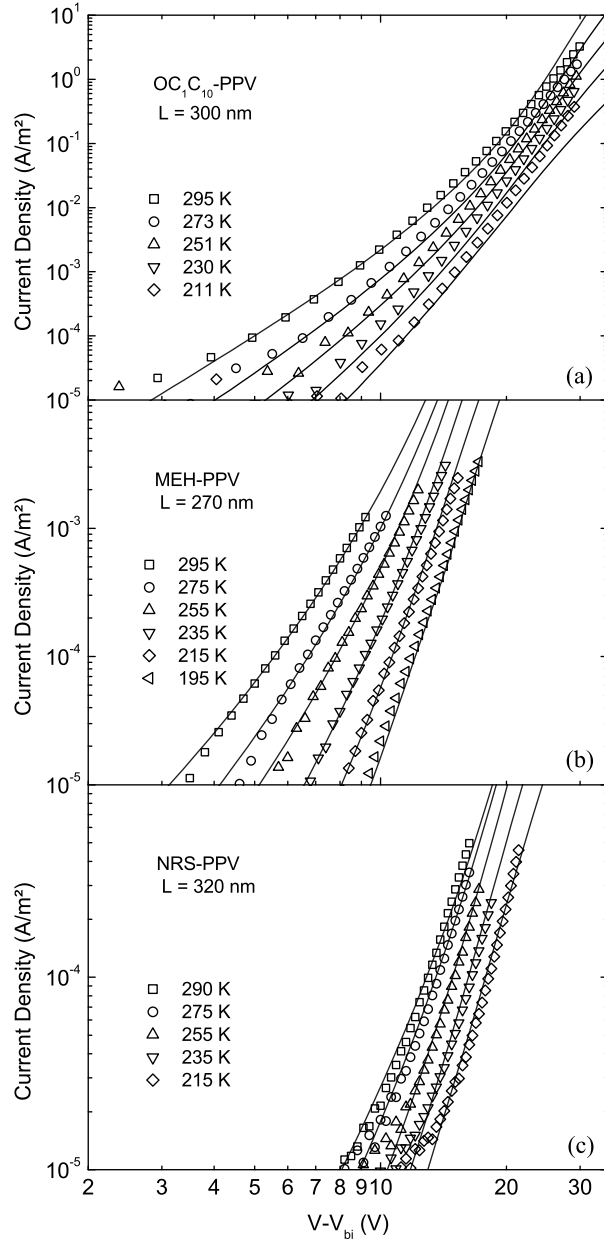 10¹
OC₁C₁₀-PPV
L = 300 nm
10⁰
10⁻¹
295 K
273 K
251 K
230 K
211 K
10⁻²
10⁻³
10⁻⁴
10⁻⁵
Current Density (A/m²)
(a)
MEH-PPV
L = 270 nm
10⁻³
295 K
275 K
255 K
235 K
215 K
195 K
10⁻⁴
10⁻⁵
Current Density (A/m²)
(b)
NRS-PPV
L = 320 nm
10⁻⁴
290 K
275 K
255 K
235 K
215 K
10⁻⁵
Current Density (A/m²)
(c)
2 3 4 5 6 7 8 9 10 20 30
V-V_bi (V)